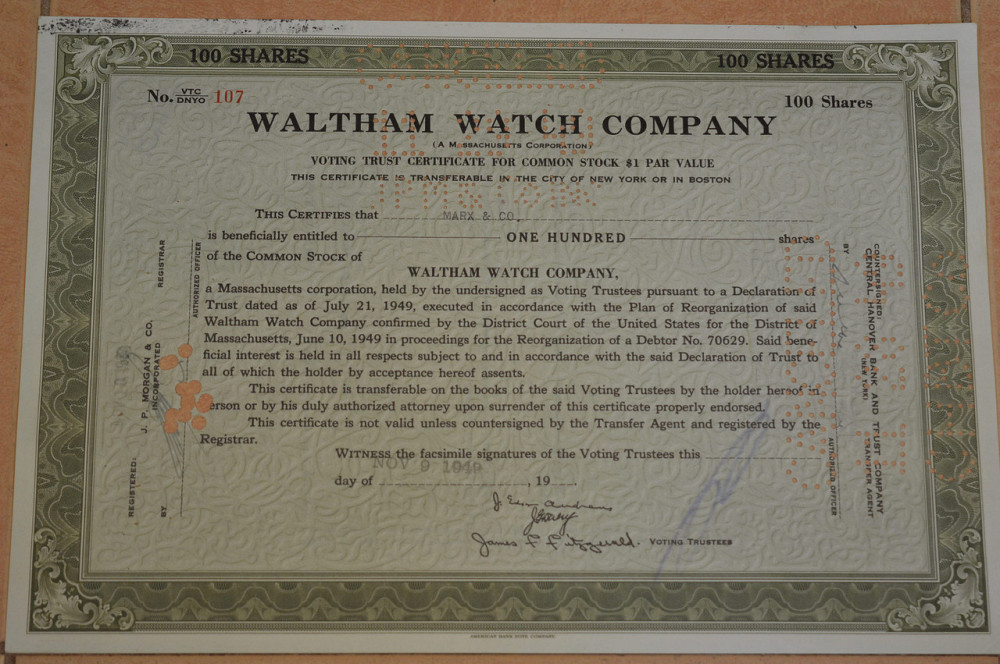 100 SHARES
100 SHARES
No. VTC/DNYO 107
100 Shares
WALTHAM WATCH COMPANY
(A MASSACHUSETTS CORPORATION)
VOTING TRUST CERTIFICATE FOR COMMON STOCK $1 PAR VALUE
THIS CERTIFICATE IS TRANSFERABLE IN THE CITY OF NEW YORK OR IN BOSTON
THIS CERTIFIES that MARX & CO.
is beneficially entitled to ONE HUNDRED shares
of the COMMON STOCK of
WALTHAM WATCH COMPANY,
a Massachusetts corporation, held by the undersigned as Voting Trustees pursuant to a Declaration of
Trust dated as of July 21, 1949, executed in accordance with the Plan of Reorganization of said
Waltham Watch Company confirmed by the District Court of the United States for the District of
Massachusetts, June 10, 1949 in proceedings for the Reorganization of a Debtor No. 70629. Said bene-
ficial interest is held in all respects subject to and in accordance with the said Declaration of Trust to
all of which the holder by acceptance hereof assents.
This certificate is transferable on the books of the said Voting Trustees by the holder hereof in
person or by his duly authorized attorney upon surrender of this certificate properly endorsed.
This certificate is not valid unless countersigned by the Transfer Agent and registered by the
Registrar.
WITNESS the facsimile signatures of the Voting Trustees this
NOV 9 1949
day of , 19 .
James F. Fitzgerald. VOTING TRUSTEES
REGISTERED:
J. P. MORGAN & CO.
INCORPORATED
REGISTRAR
BY
AUTHORIZED OFFICER
COUNTERSIGNED:
CENTRAL HANOVER BANK AND TRUST COMPANY
(NEW YORK)
TRANSFER AGENT
BY
AUTHORIZED OFFICER
AMERICAN BANK NOTE COMPANY